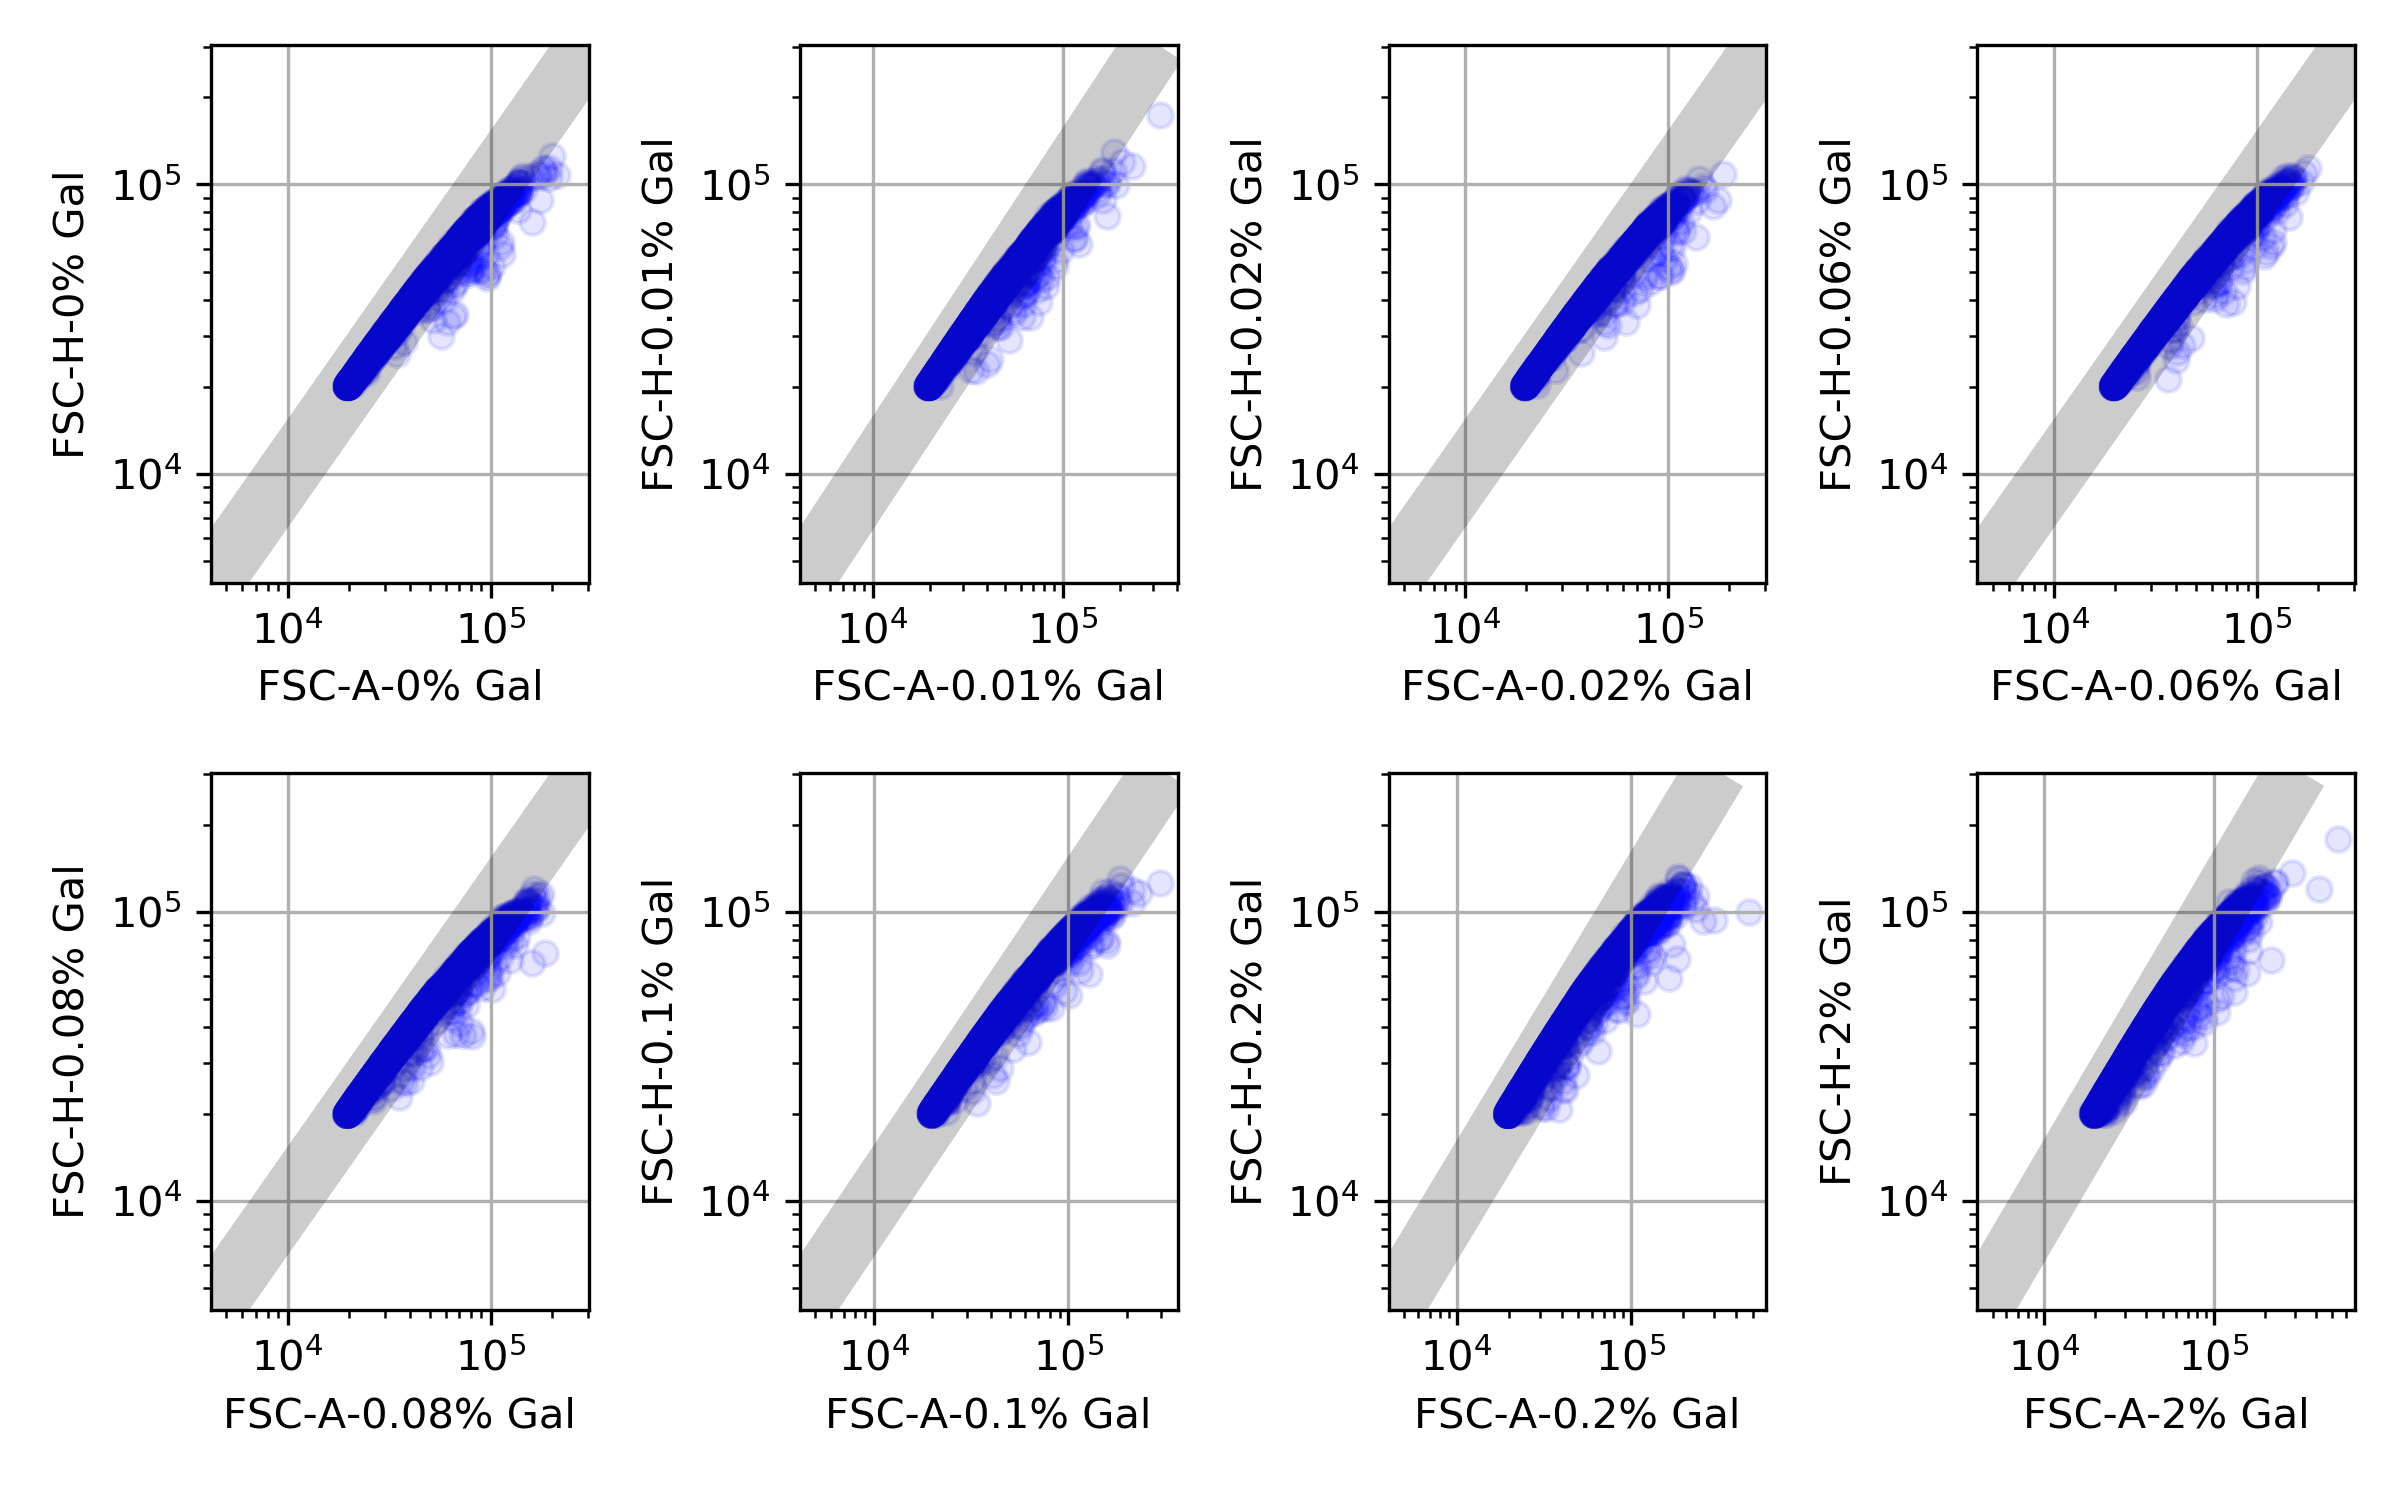 FSC-H-0% Gal
10⁵
10⁴
10⁴ 10⁵
FSC-A-0% Gal
FSC-H-0.01% Gal
10⁵
10⁴
10⁴ 10⁵
FSC-A-0.01% Gal
FSC-H-0.02% Gal
10⁵
10⁴
10⁴ 10⁵
FSC-A-0.02% Gal
FSC-H-0.06% Gal
10⁵
10⁴
10⁴ 10⁵
FSC-A-0.06% Gal
FSC-H-0.08% Gal
10⁵
10⁴
10⁴ 10⁵
FSC-A-0.08% Gal
FSC-H-0.1% Gal
10⁵
10⁴
10⁴ 10⁵
FSC-A-0.1% Gal
FSC-H-0.2% Gal
10⁵
10⁴
10⁴ 10⁵
FSC-A-0.2% Gal
FSC-H-2% Gal
10⁵
10⁴
10⁴ 10⁵
FSC-A-2% Gal